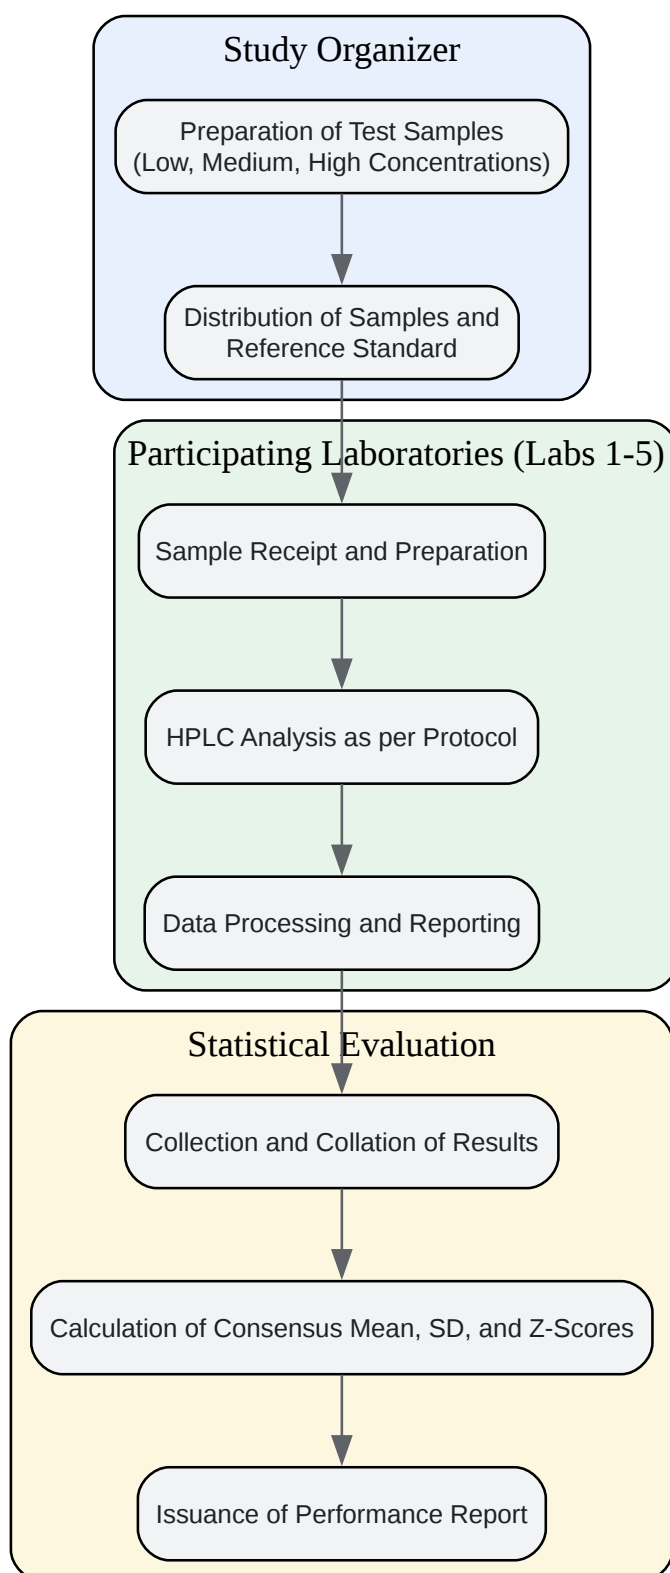 Study Organizer
Preparation of Test Samples
(Low, Medium, High Concentrations)
Distribution of Samples and
Reference Standard
Participating Laboratories (Labs 1-5)
Sample Receipt and Preparation
HPLC Analysis as per Protocol
Data Processing and Reporting
Statistical Evaluation
Collection and Collation of Results
Calculation of Consensus Mean, SD, and Z-Scores
Issuance of Performance Report